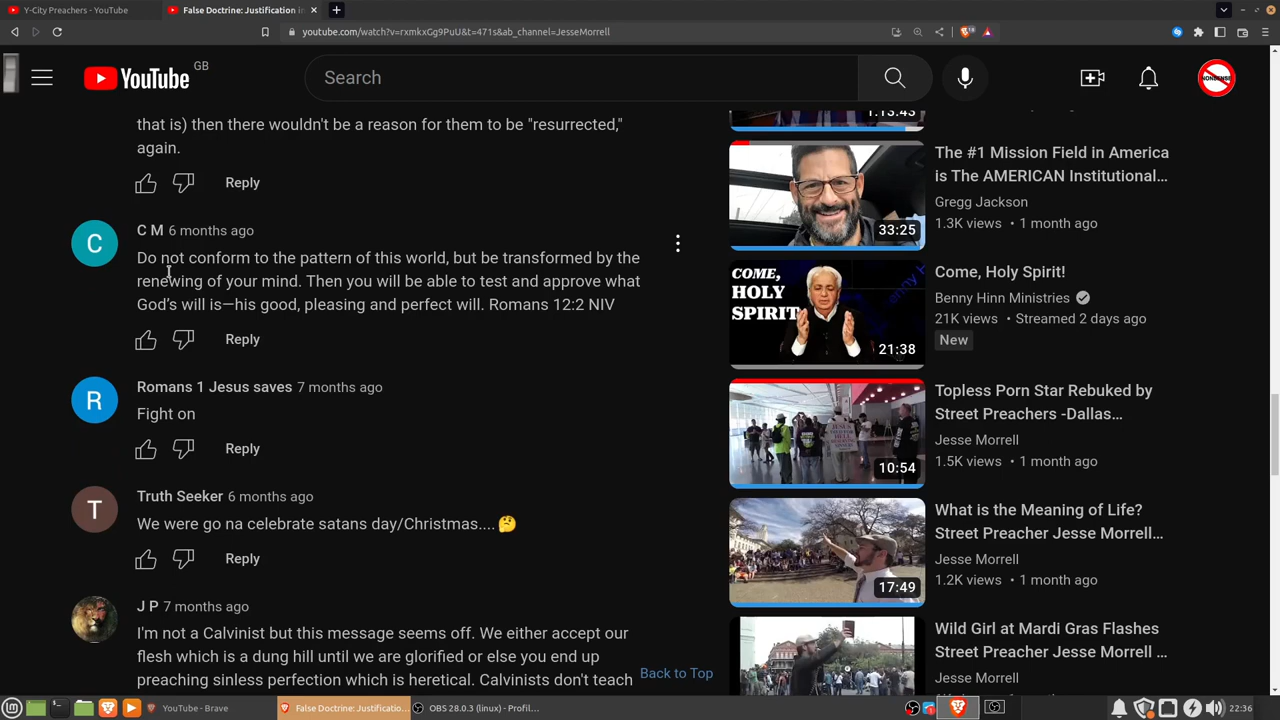 Y-City Preachers - YouTube
False Doctrine: Justification in
youtube.com/watch?v=rxmkxGg9PuU&t=471s&ab_channel=JesseMorrell
YouTube GB
Search
that is) then there wouldn't be a reason for them to be "resurrected,"
again.
Reply
C
C M 6 months ago
Do not conform to the pattern of this world, but be transformed by the
renewing of your mind. Then you will be able to test and approve what
God's will is—his good, pleasing and perfect will. Romans 12:2 NIV
Reply
R
Romans 1 Jesus saves 7 months ago
Fight on
Reply
T
Truth Seeker 6 months ago
We were go na celebrate satans day/Christmas.... 🤔
Reply
J P 7 months ago
I'm not a Calvinist but this message seems off. We either accept our
flesh which is a dung hill until we are glorified or else you end up
preaching sinless perfection which is heretical. Calvinists don't teach
Back to Top
1:13:43
The #1 Mission Field in America
is The AMERICAN Institutional...
Gregg Jackson
1.3K views • 1 month ago
33:25
COME,
HOLY
SPIRIT
21:38
Come, Holy Spirit!
Benny Hinn Ministries
21K views • Streamed 2 days ago
New
Topless Porn Star Rebuked by
Street Preachers -Dallas...
Jesse Morrell
1.5K views • 1 month ago
10:54
What is the Meaning of Life?
Street Preacher Jesse Morrell...
Jesse Morrell
1.2K views • 1 month ago
17:49
Wild Girl at Mardi Gras Flashes
Street Preacher Jesse Morrell ...
Jesse Morrell
YouTube - Brave
False Doctrine: Justificatio...
OBS 28.0.3 (linux) - Profil...
22:36